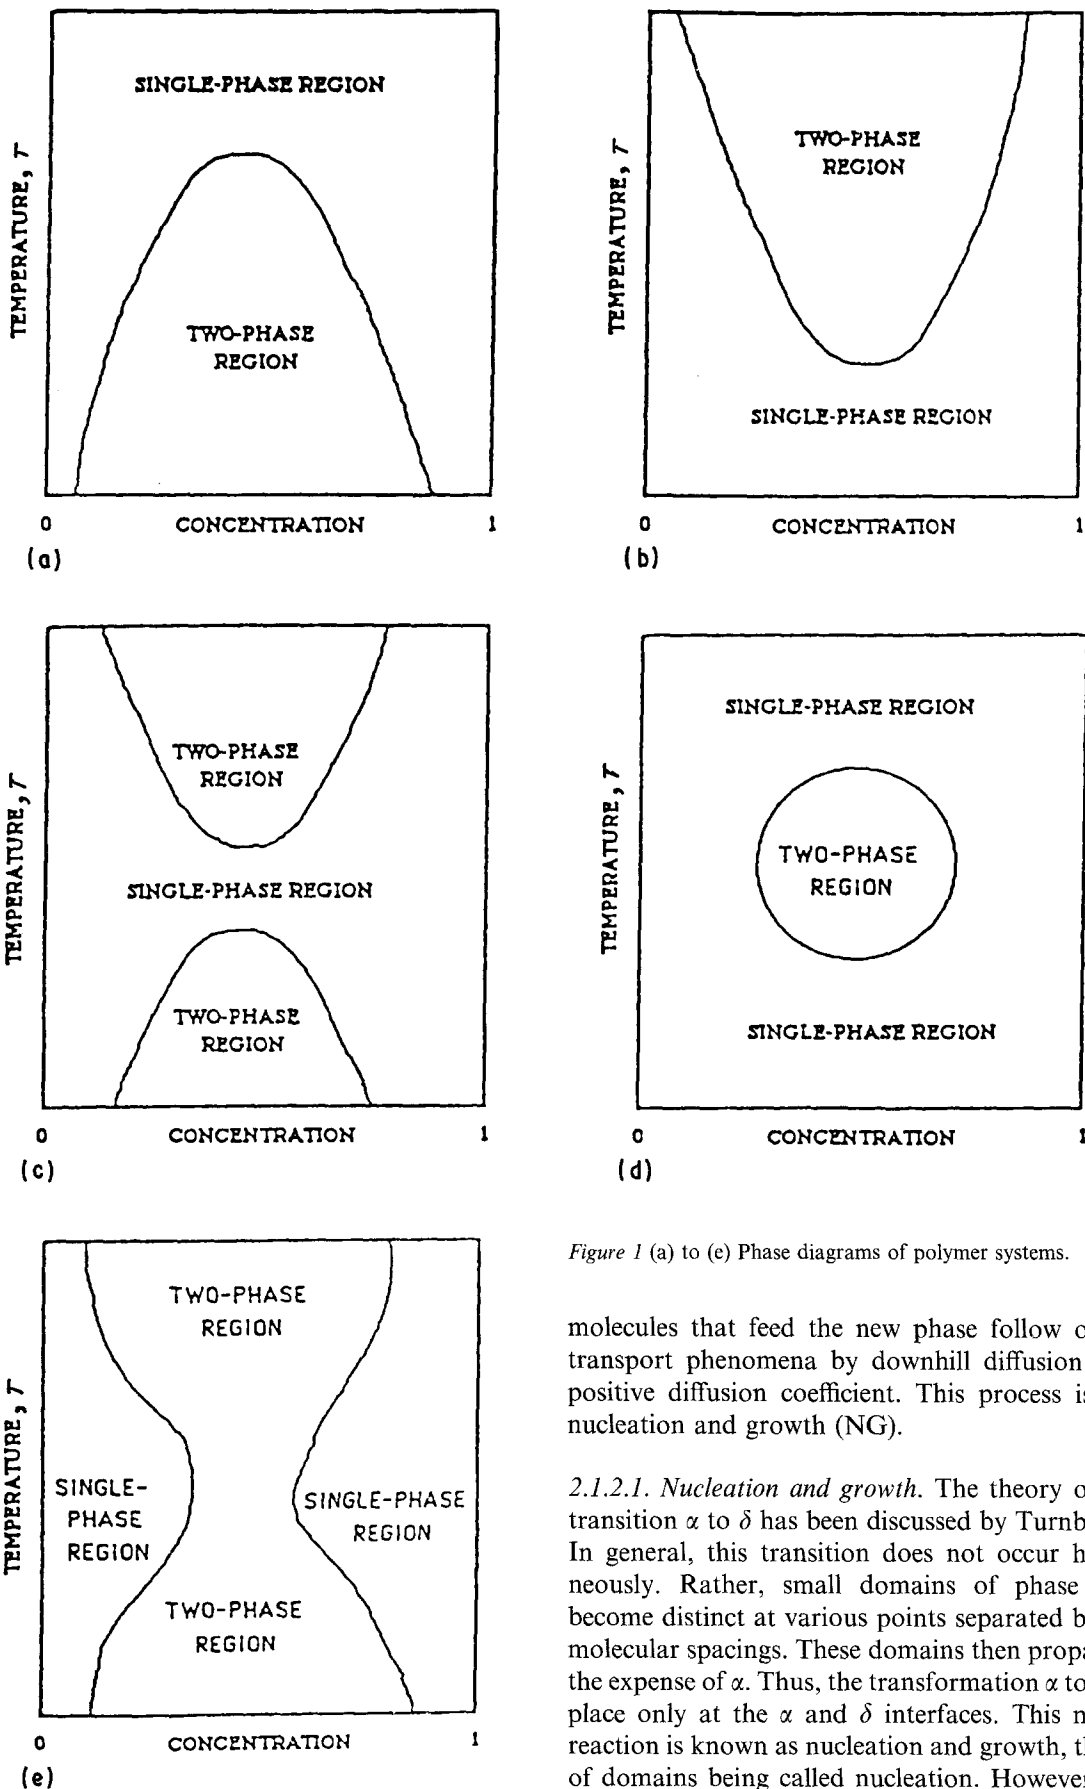 SINGLE-PHASE REGION
TWO-PHASE
REGION
TEMPERATURE, T
0 CONCENTRATION 1
(a)
TWO-PHASE
REGION
SINGLE-PHASE REGION
TEMPERATURE, T
0 CONCENTRATION 1
(b)
TWO-PHASE
REGION
SINGLE-PHASE REGION
TWO-PHASE
REGION
TEMPERATURE, T
0 CONCENTRATION 1
(c)
SINGLE-PHASE REGION
TWO-PHASE
REGION
SINGLE-PHASE REGION
TEMPERATURE, T
0 CONCENTRATION 1
(d)
TWO-PHASE
REGION
SINGLE-
PHASE
REGION
SINGLE-PHASE
REGION
TWO-PHASE
REGION
TEMPERATURE, T
0 CONCENTRATION 1
(e)
Figure 1 (a) to (e) Phase diagrams of polymer systems.
molecules that feed the new phase follow
transport phenomena by downhill diffusion
positive diffusion coefficient. This process
nucleation and growth (NG).
2.1.2.1. Nucleation and growth. The theory
transition α to δ has been discussed by
In general, this transition does not occur
neously. Rather, small domains of phase
become distinct at various points separated
molecular spacings. These domains then
the expense of α. Thus, the transformation α to
place only at the α and δ interfaces. This
reaction is known as nucleation and growth,
of domains being called nucleation. However